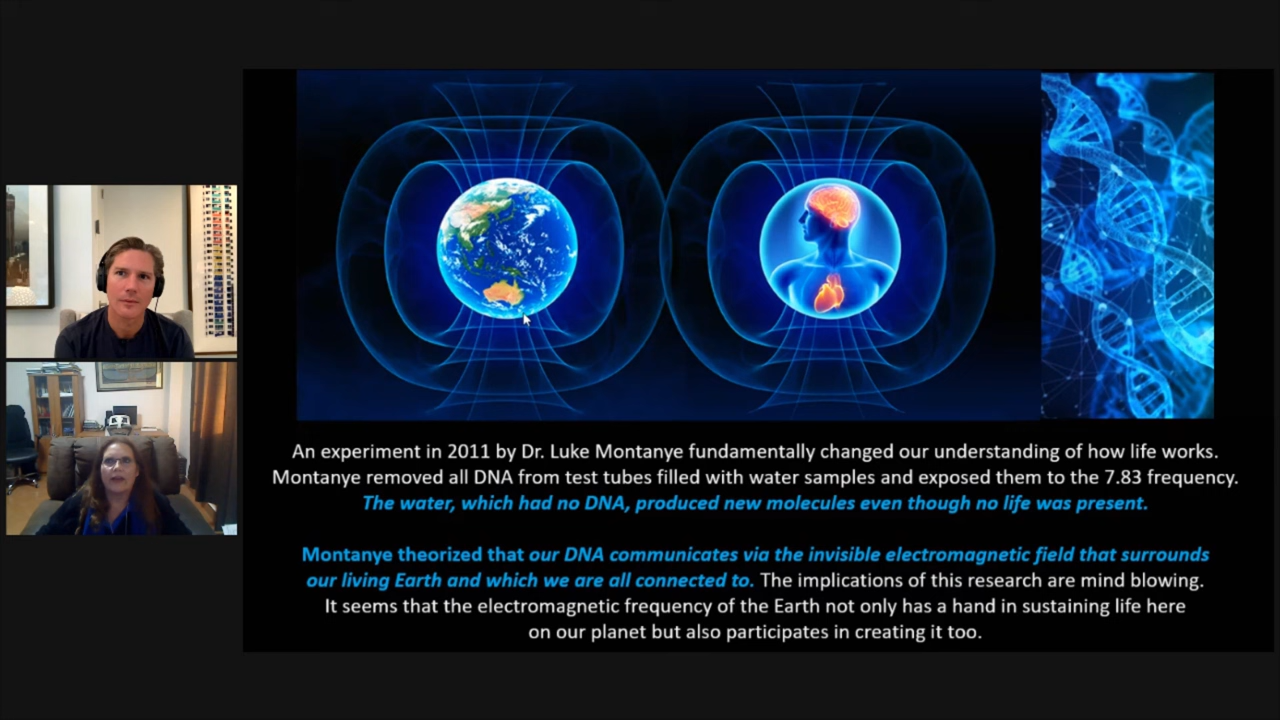 An experiment in 2011 by Dr. Luke Montanye fundamentally changed our understanding of how life works.
Montanye removed all DNA from test tubes filled with water samples and exposed them to the 7.83 frequency.
The water, which had no DNA, produced new molecules even though no life was present.
Montanye theorized that our DNA communicates via the invisible electromagnetic field that surrounds
our living Earth and which we are all connected to. The implications of this research are mind blowing.
It seems that the electromagnetic frequency of the Earth not only has a hand in sustaining life here
on our planet but also participates in creating it too.